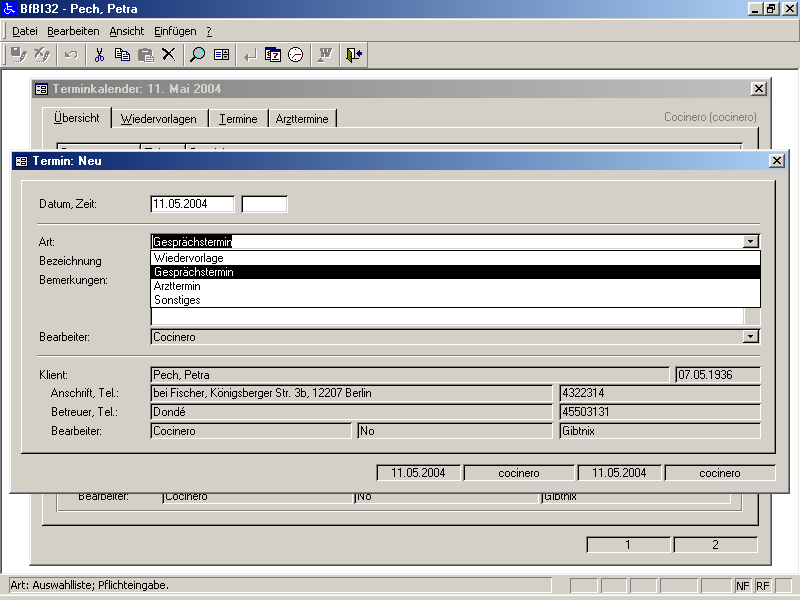 BfBI32 - Pech, Petra
Datei Bearbeiten Ansicht Einfügen ?
Terminkalender: 11. Mai 2004
Übersicht Wiedervorlagen Termine Arzttermine Cocinero (cocinero)
Termin: Neu
Datum, Zeit: 11.05.2004
Art: Gesprächstermin
Bezeichnung Wiedervorlage
Gesprächstermin
Bemerkungen: Arzttermin
Sonstiges
Bearbeiter: Cocinero
Klient: Pech, Petra 07.05.1936
Anschrift, Tel.: bei Fischer, Königsberger Str. 3b, 12207 Berlin 4322314
Betreuer, Tel.: Dondé 45503131
Bearbeiter: Cocinero No Gibtnix
11.05.2004 cocinero 11.05.2004 cocinero
Bearbeiter: Cocinero No Gibtnix
1 2
Art: Auswahlliste; Pflichteingabe. NF RF